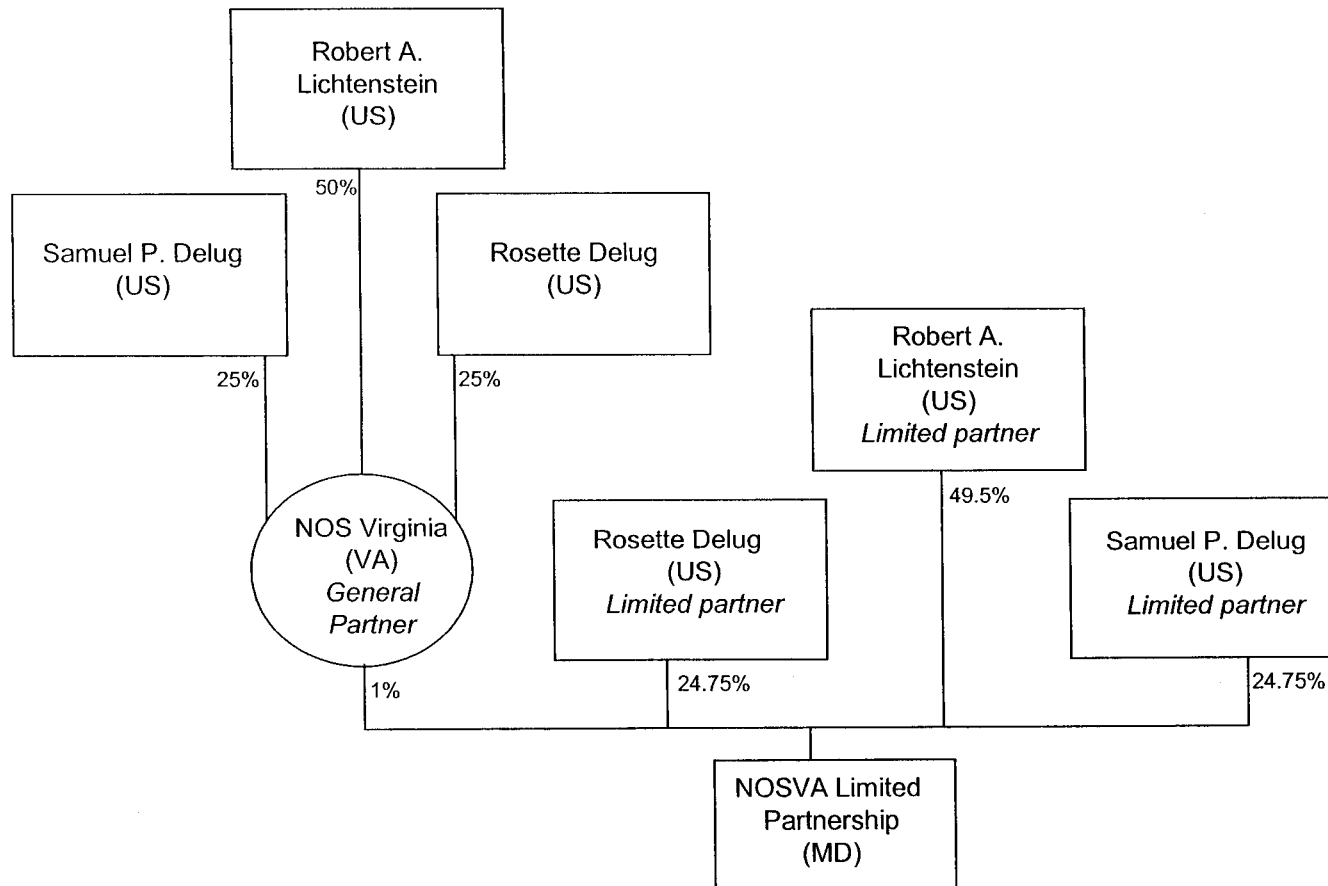 Robert A.
Lichtenstein
(US)
50%
Samuel P. Delug
(US)
25%
Rosette Delug
(US)
25%
NOS Virginia
(VA)
General
Partner
1%
Rosette Delug
(US)
Limited partner
24.75%
Robert A.
Lichtenstein
(US)
Limited partner
49.5%
Samuel P. Delug
(US)
Limited partner
24.75%
NOSVA Limited
Partnership
(MD)